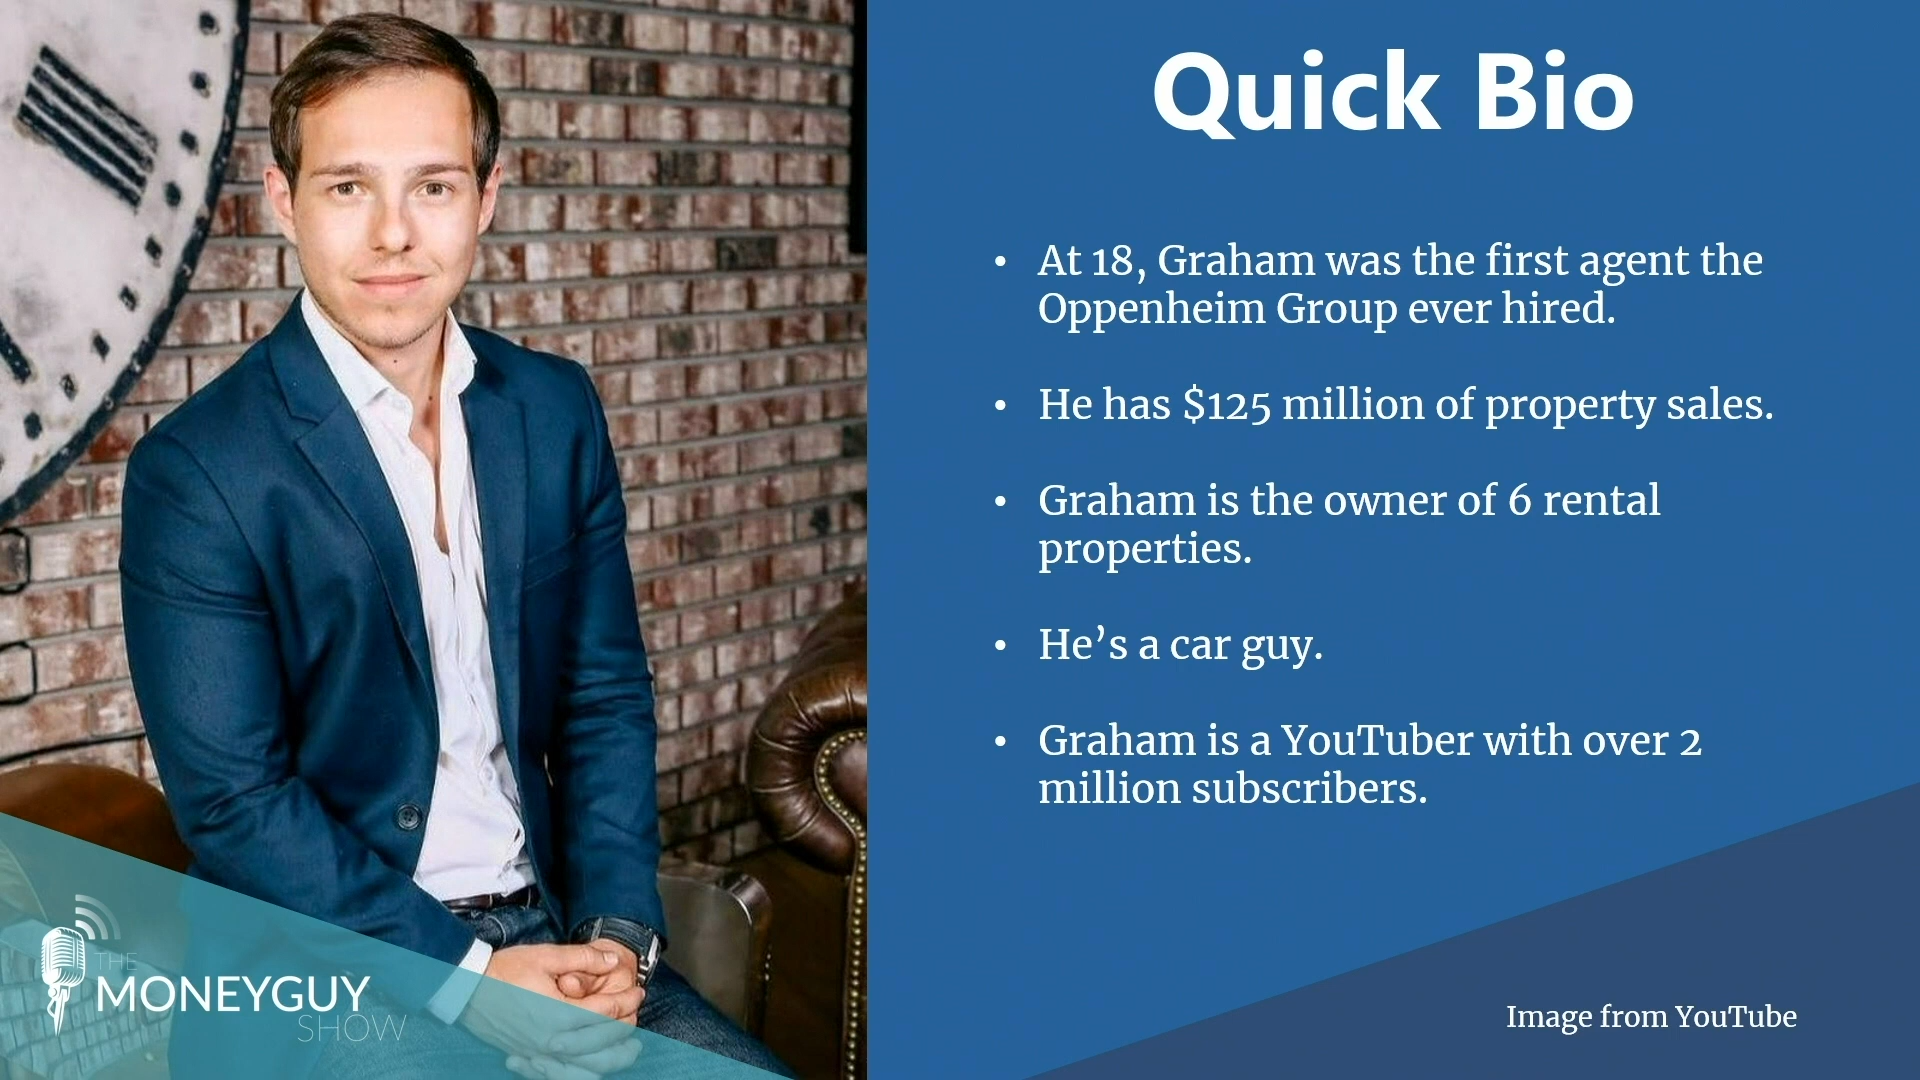 Quick Bio
• At 18, Graham was the first agent the
Oppenheim Group ever hired.
• He has $125 million of property sales.
• Graham is the owner of 6 rental
properties.
• He’s a car guy.
• Graham is a YouTuber with over 2
million subscribers.
THE
MONEYGUY
SHOW
Image from YouTube